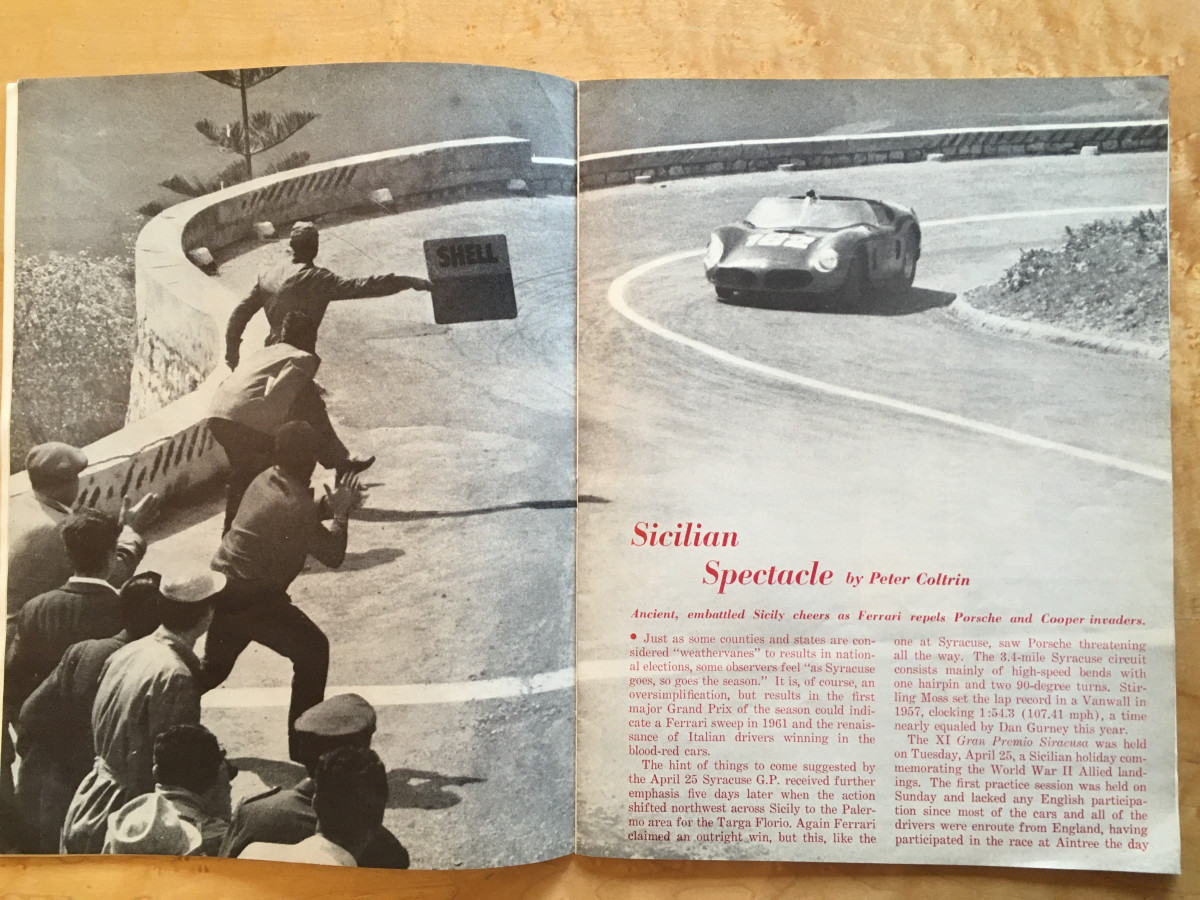 SHELL
162
Sicilian
Spectacle by Peter Coltrin
Ancient, embattled Sicily cheers as Ferrari repels Porsche and Cooper invaders.
• Just as some counties and states are con-
sidered "weathervanes" to results in nation-
al elections, some observers feel "as Syracuse
goes, so goes the season." It is, of course, an
oversimplification, but results in the first
major Grand Prix of the season could indi-
cate a Ferrari sweep in 1961 and the renais-
sance of Italian drivers winning in the
blood-red cars.
The hint of things to come suggested by
the April 25 Syracuse G.P. received further
emphasis five days later when the action
shifted northwest across Sicily to the Paler-
mo area for the Targa Florio. Again Ferrari
claimed an outright win, but this, like the
one at Syracuse, saw Porsche threatening
all the way. The 3.4-mile Syracuse circuit
consists mainly of high-speed bends with
one hairpin and two 90-degree turns. Stir-
ling Moss set the lap record in a Vanwall in
1957, clocking 1:54.3 (107.41 mph), a time
nearly equaled by Dan Gurney this year.
The XI Gran Premio Siracusa was held
on Tuesday, April 25, a Sicilian holiday com-
memorating the World War II Allied land-
ings. The first practice session was held on
Sunday and lacked any English participa-
tion since most of the cars and all of the
drivers were enroute from England, having
participated in the race at Aintree the day